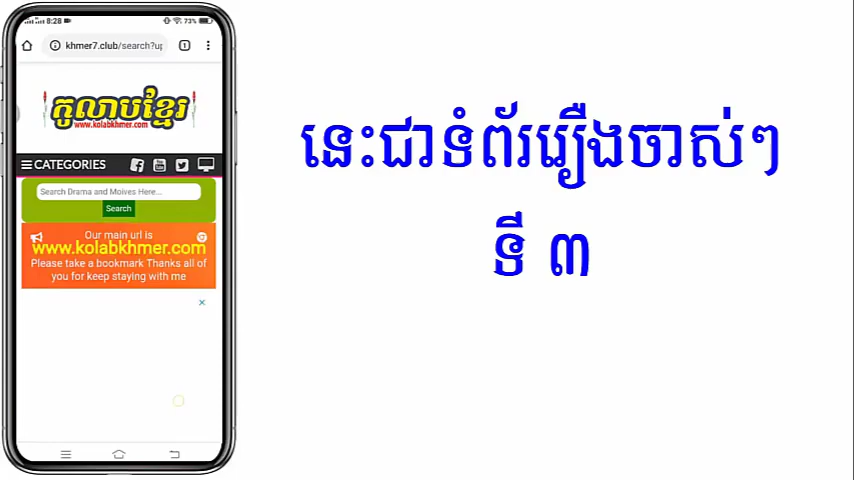 8:28
73%
khmer7.club/search?up
1
កូលាបខ្មែរ
www.kolabkhmer.com
CATEGORIES
Search Drama and Moives Here...
Search
Our main url is
www.kolabkhmer.com
Please take a bookmark Thanks all of
you for keep staying with me
នេះជាទំព័ររឿងចាស់ៗ
ទី ៣